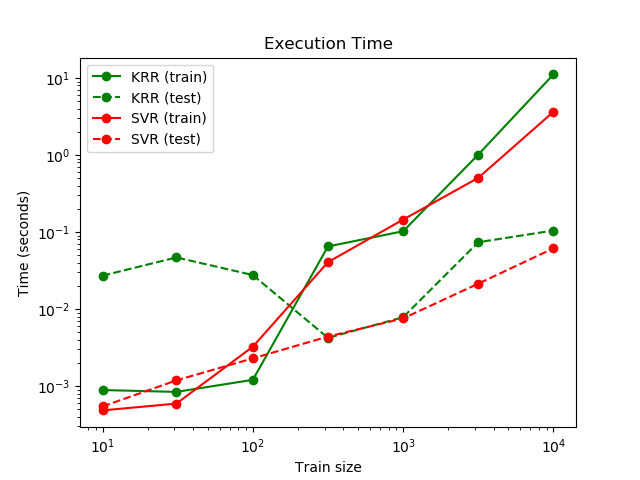 Execution Time
KRR (train)
KRR (test)
SVR (train)
SVR (test)
Time (seconds)
10¹
10⁰
10⁻¹
10⁻²
10⁻³
10¹ 10² 10³ 10⁴
Train size